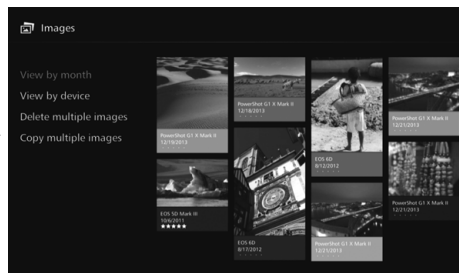 Images
View by month
View by device
Delete multiple images
Copy multiple images
PowerShot G1 X Mark II
12/19/2013
EOS 5D Mark III
10/6/2011
★★★★★
PowerShot G1 X Mark II
12/18/2013
EOS 6D
8/17/2012
EOS 6D
8/12/2012
PowerShot G1 X Mark II
12/21/2013
PowerShot G1 X Mark II
12/21/2013
PowerShot G1 X Mark II
12/21/2013